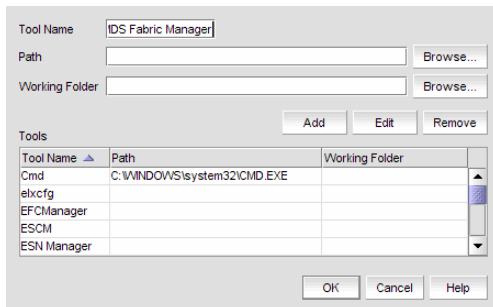 Tool Name
DS Fabric Manager
Path
Browse...
Working Folder
Browse...
Add Edit Remove
Tools
Tool Name Path Working Folder
Cmd C:\WINDOWS\system32\CMD.EXE
elxcfg
EFCManager
ESCM
ESN Manager
OK Cancel Help